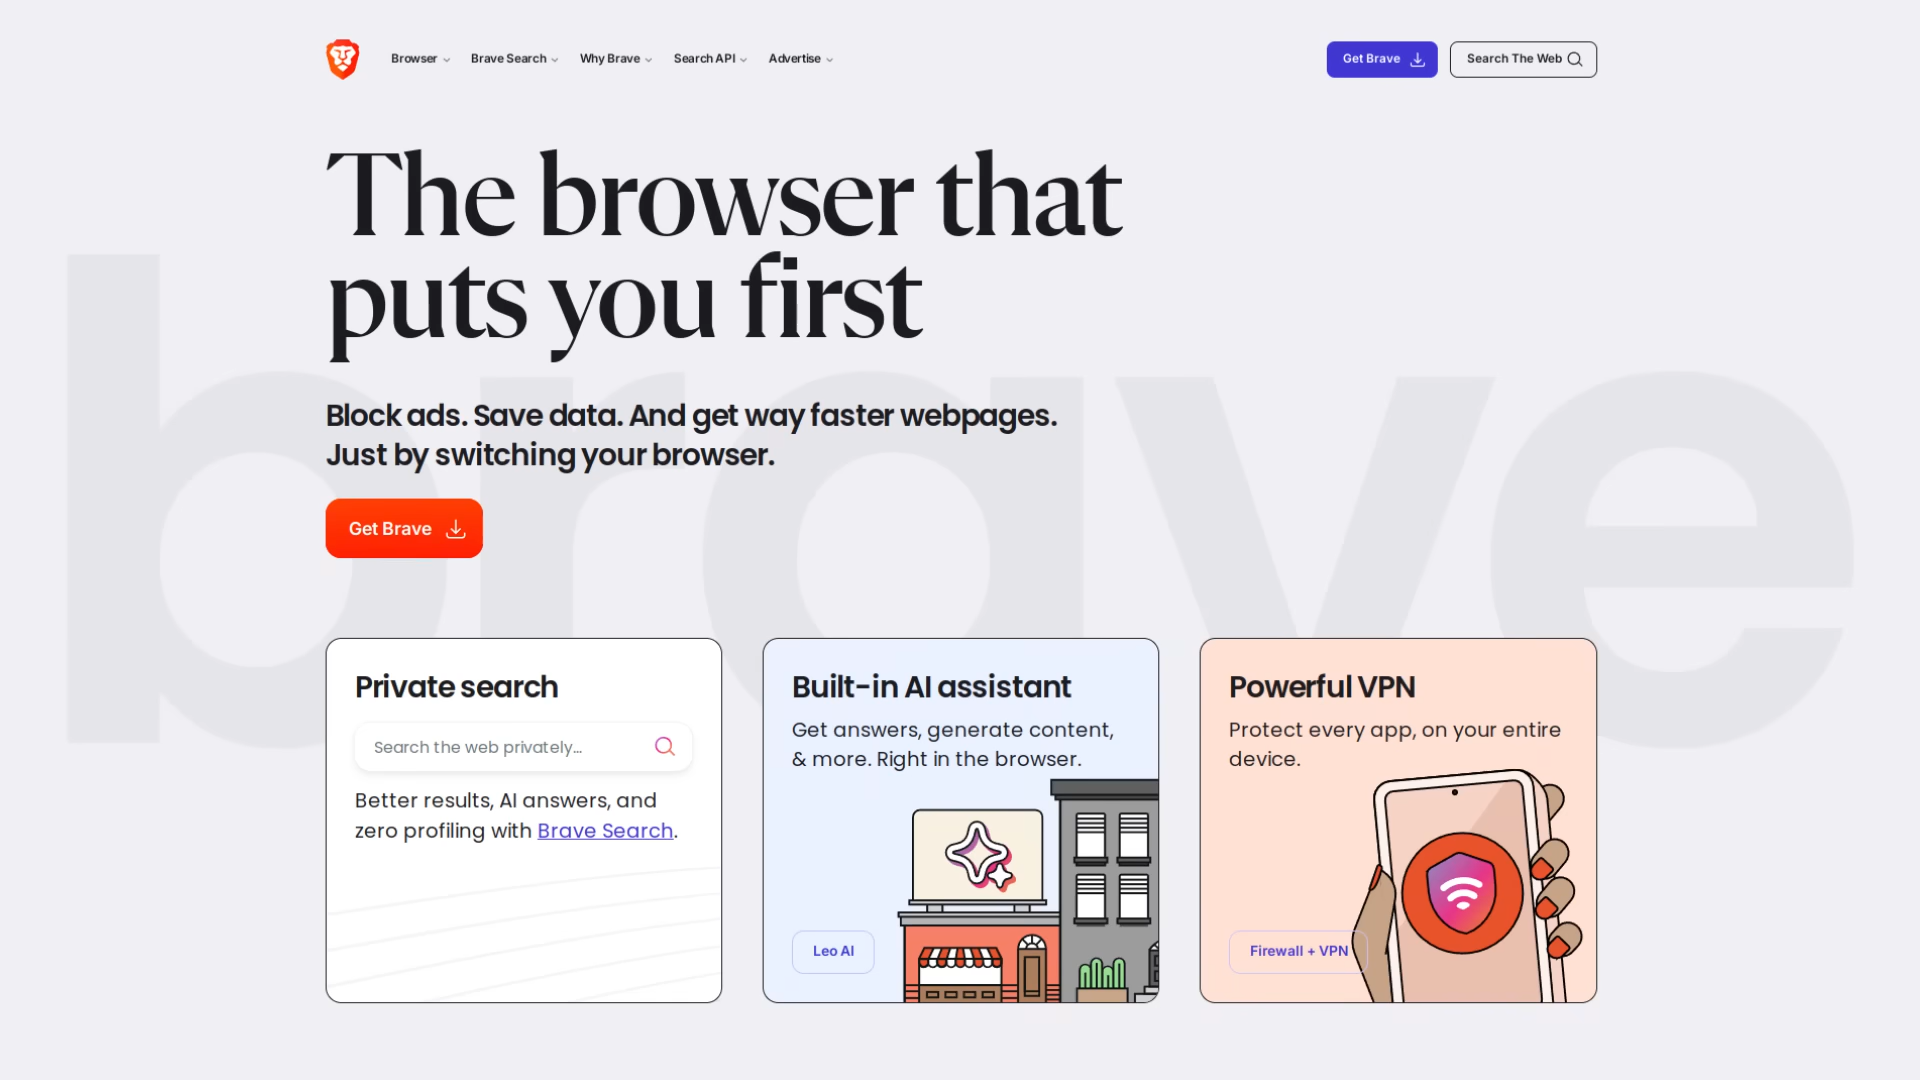 Browser
Brave Search
Why Brave
Search API
Advertise
Get Brave
Search The Web
The browser that
puts you first
brave
Block ads. Save data. And get way faster webpages.
Just by switching your browser.
Get Brave
Private search
Search the web privately...
Better results, AI answers, and
zero profiling with Brave Search.
Built-in AI assistant
Get answers, generate content,
& more. Right in the browser.
Leo AI
Powerful VPN
Protect every app, on your entire
device.
Firewall + VPN